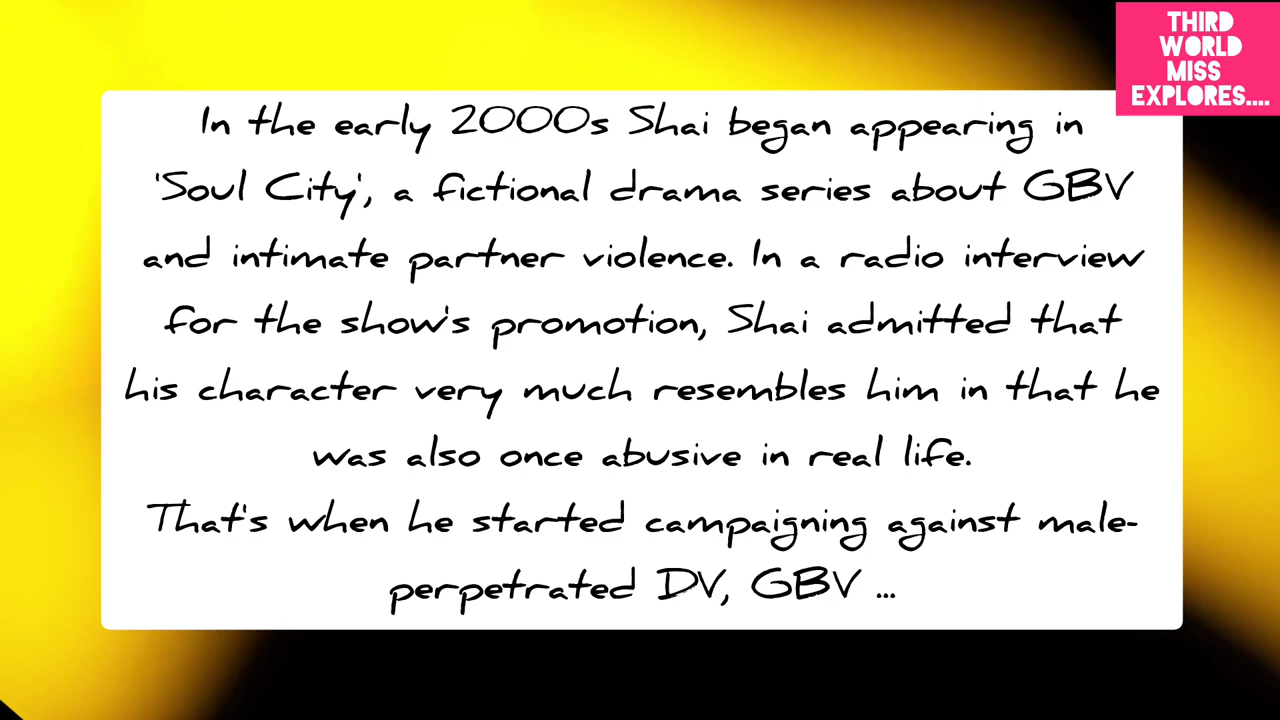 THIRD
WORLD
MISS
EXPLORES....
In the early 2000s Shai began appearing in
'Soul City', a fictional drama series about GBV
and intimate partner violence. In a radio interview
for the show's promotion, Shai admitted that
his character very much resembles him in that he
was also once abusive in real life.
That's when he started campaigning against male-
perpetrated DV, GBV ...